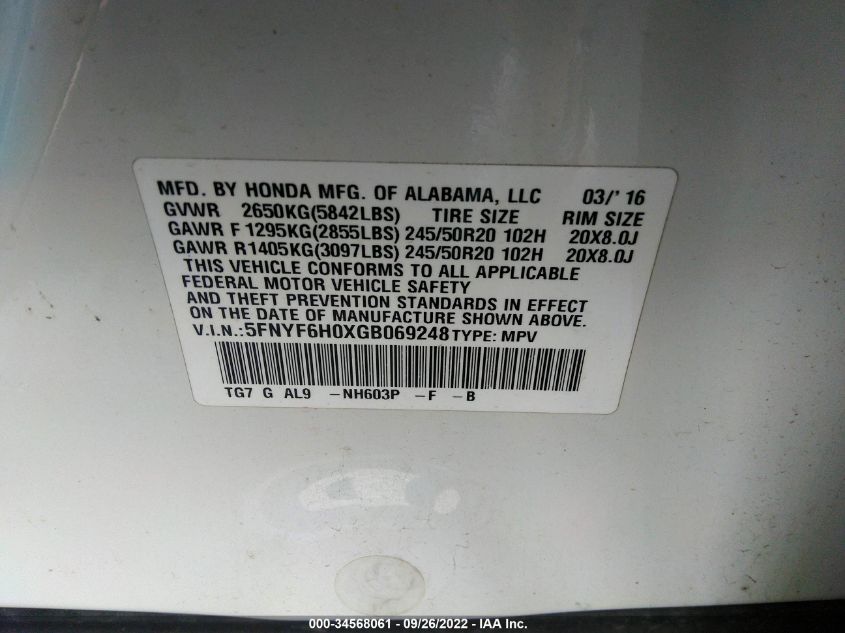 MFD. BY HONDA MFG. OF ALABAMA, LLC 03/' 16
GVWR 2650KG(5842LBS) TIRE SIZE RIM SIZE
GAWR F 1295KG(2855LBS) 245/50R20 102H 20X8.0J
GAWR R1405KG(3097LBS) 245/50R20 102H 20X8.0J
THIS VEHICLE CONFORMS TO ALL APPLICABLE
FEDERAL MOTOR VEHICLE SAFETY
AND THEFT PREVENTION STANDARDS IN EFFECT
ON THE DATE OF MANUFACTURE SHOWN ABOVE.
V.I.N.:5FNYF6H0XGB069248 TYPE: MPV
TG7 G AL9 -NH603P -F -B
000-34568061 - 09/26/2022 - IAA Inc.